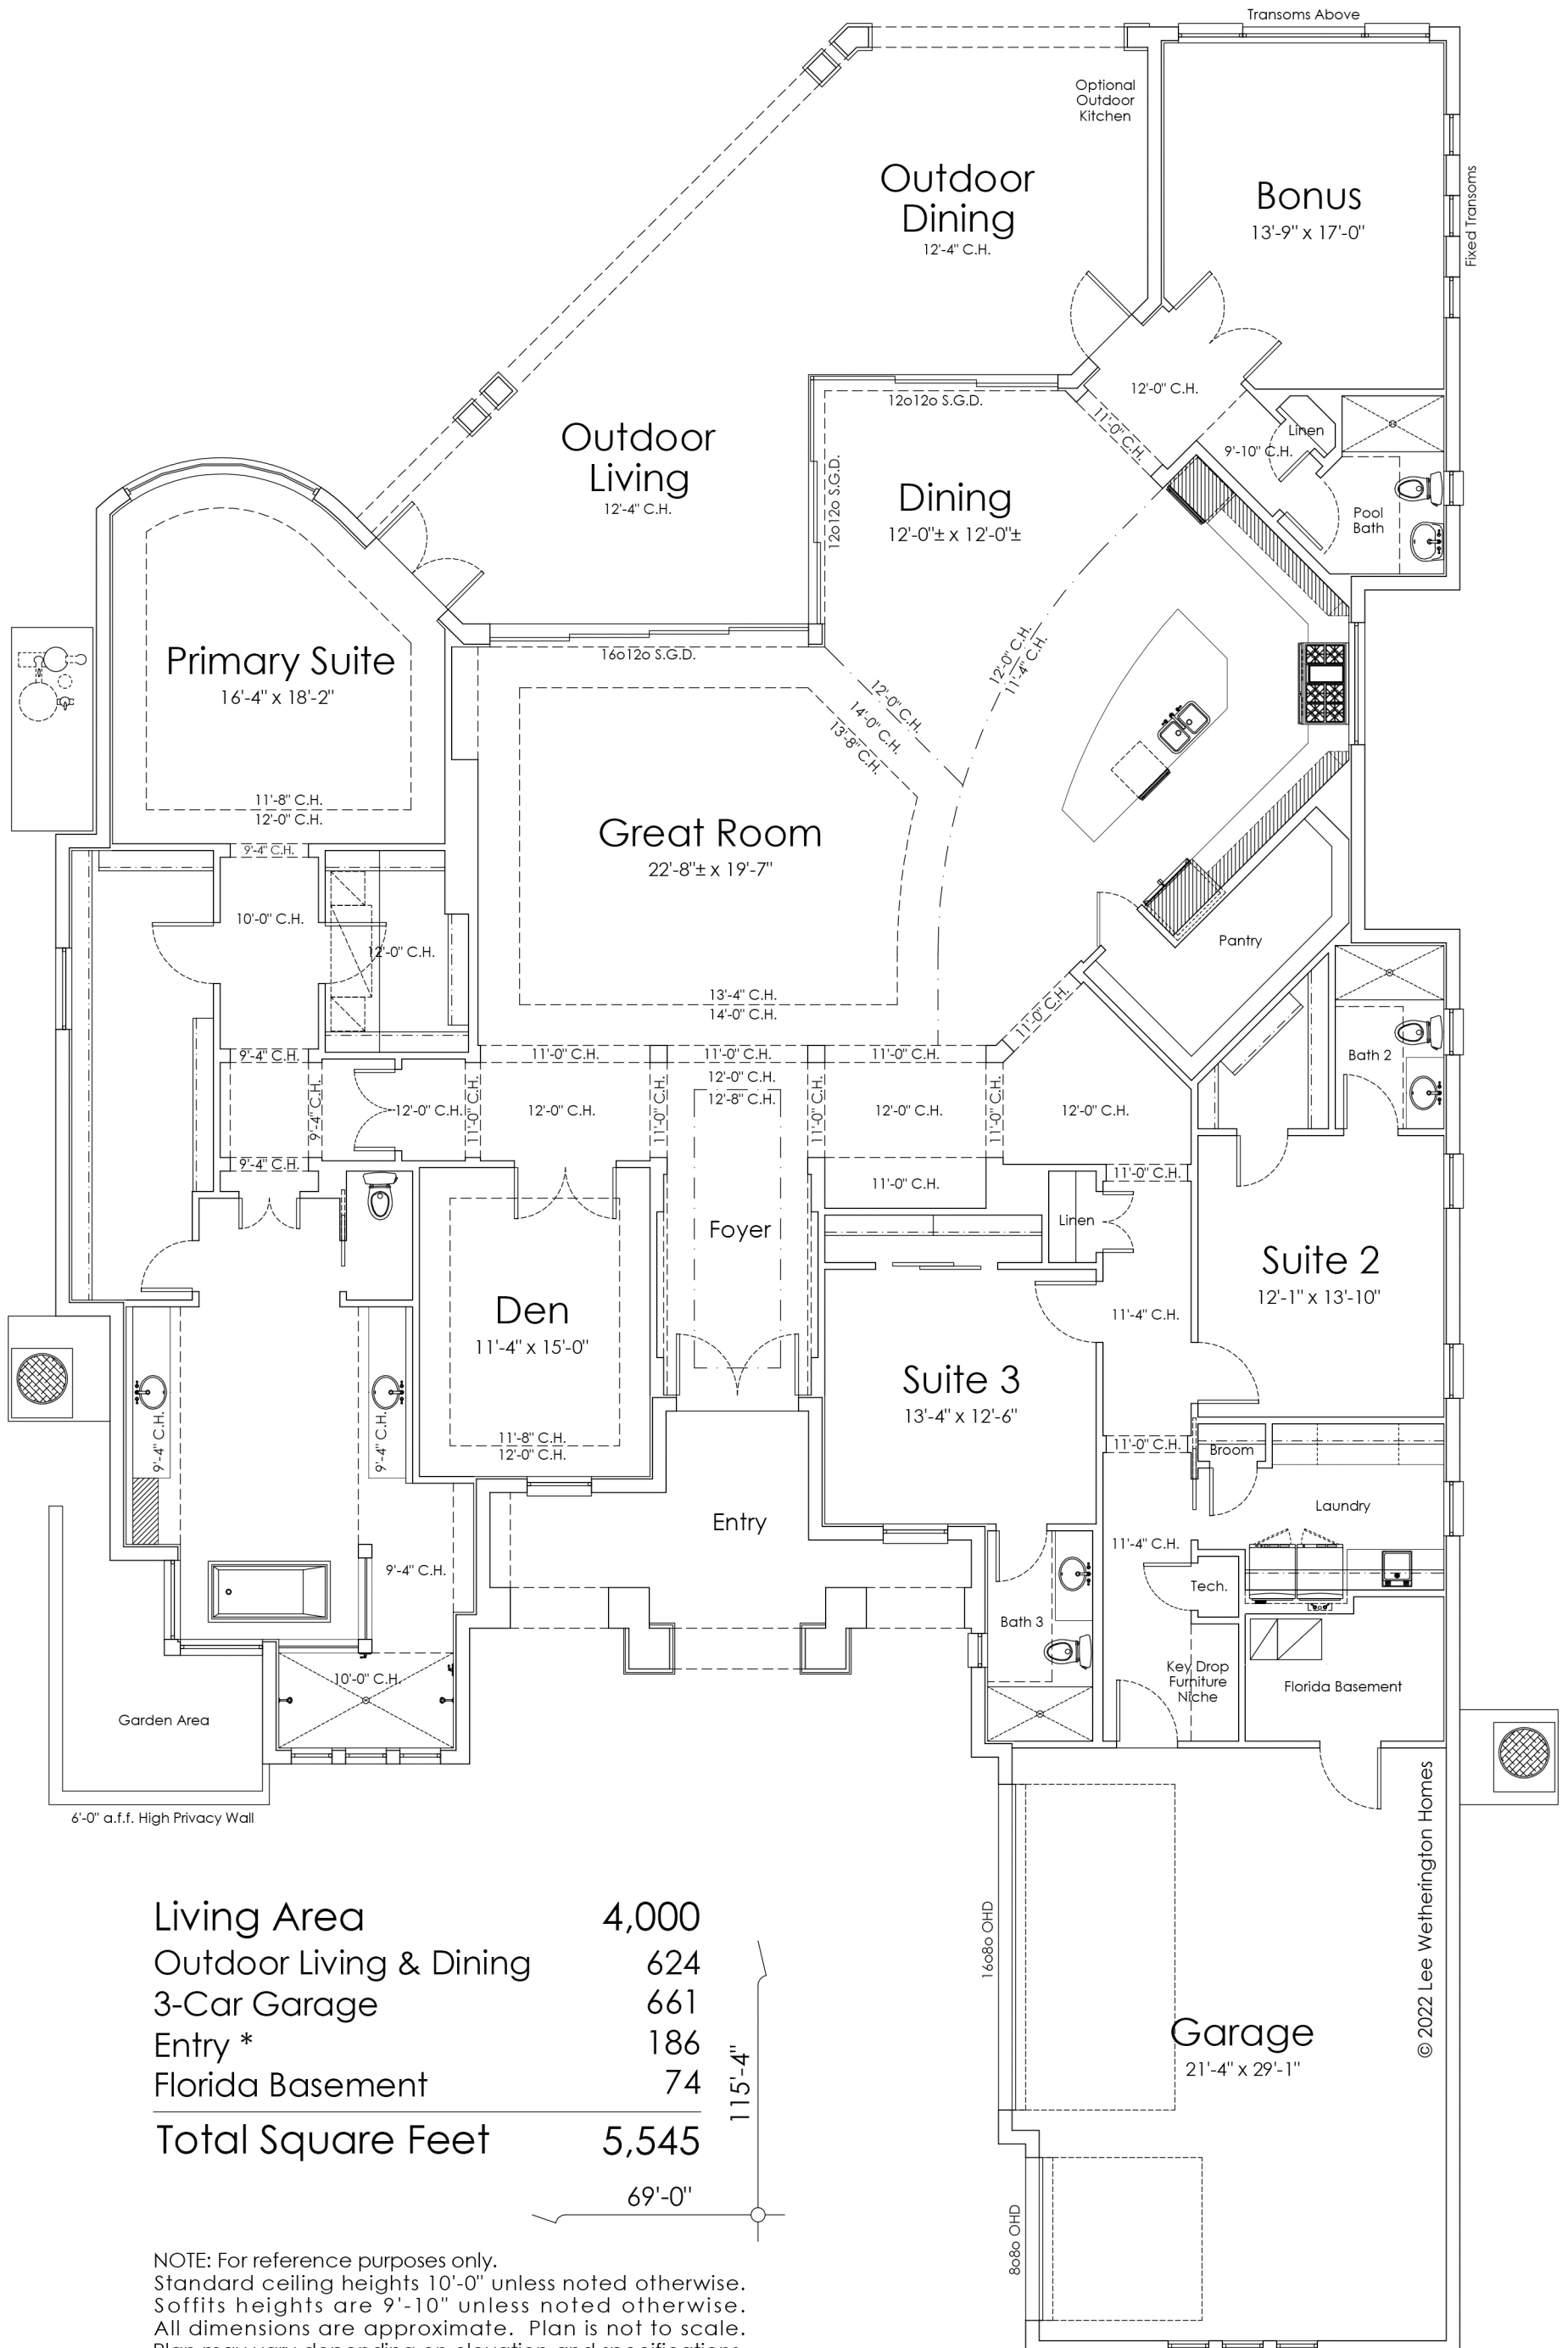 Transoms Above
Optional
Outdoor
Kitchen
Outdoor
Dining
12'-4" C.H.
Bonus
13'-9" x 17'-0"
Fixed Transoms
12'-0" C.H.
11'-0" C.H.
12o12o S.G.D.
Linen
9'-10" C.H.
Outdoor
Living
12'-4" C.H.
12o12o S.G.D.
Dining
12'-0"± x 12'-0"±
Pool
Bath
Primary Suite
16'-4" x 18'-2"
16o12o S.G.D.
12'-0" C.H.
11'-4" C.H.
12'-0" C.H.
14'-0" C.H.
13'-8" C.H.
11'-8" C.H.
12'-0" C.H.
9'-4" C.H.
Great Room
22'-8"± x 19'-7"
10'-0" C.H.
12'-0" C.H.
Pantry
13'-4" C.H.
14'-0" C.H.
11'-0" C.H.
9'-4" C.H.
11'-0" C.H.
11'-0" C.H.
11'-0" C.H.
Bath 2
12'-0" C.H.
12'-8" C.H.
9'-4" C.H.
12'-0" C.H.
11'-0" C.H.
12'-0" C.H.
11'-0" C.H.
11'-0" C.H.
12'-0" C.H.
11'-0" C.H.
12'-0" C.H.
9'-4" C.H.
11'-0" C.H.
11'-0" C.H.
Foyer
Linen
Suite 2
12'-1" x 13'-10"
Den
11'-4" x 15'-0"
11'-4" C.H.
Suite 3
13'-4" x 12'-6"
9'-4" C.H.
9'-4" C.H.
11'-8" C.H.
12'-0" C.H.
11'-0" C.H.
Broom
Laundry
Entry
11'-4" C.H.
9'-4" C.H.
Tech.
Bath 3
Key Drop
Furniture
Niche
Florida Basement
10'-0" C.H.
Garden Area
6'-0" a.f.f. High Privacy Wall
© 2022 Lee Wetherington Homes
16o8o OHD
Garage
21'-4" x 29'-1"
8o8o OHD
Living Area 4,000
Outdoor Living & Dining 624
3-Car Garage 661
Entry * 186
Florida Basement 74
Total Square Feet 5,545
115'-4"
69'-0"
NOTE: For reference purposes only.
Standard ceiling heights 10'-0" unless noted otherwise.
Soffits heights are 9'-10" unless noted otherwise.
All dimensions are approximate. Plan is not to scale.
Plan may vary depending on elevation and specifications.